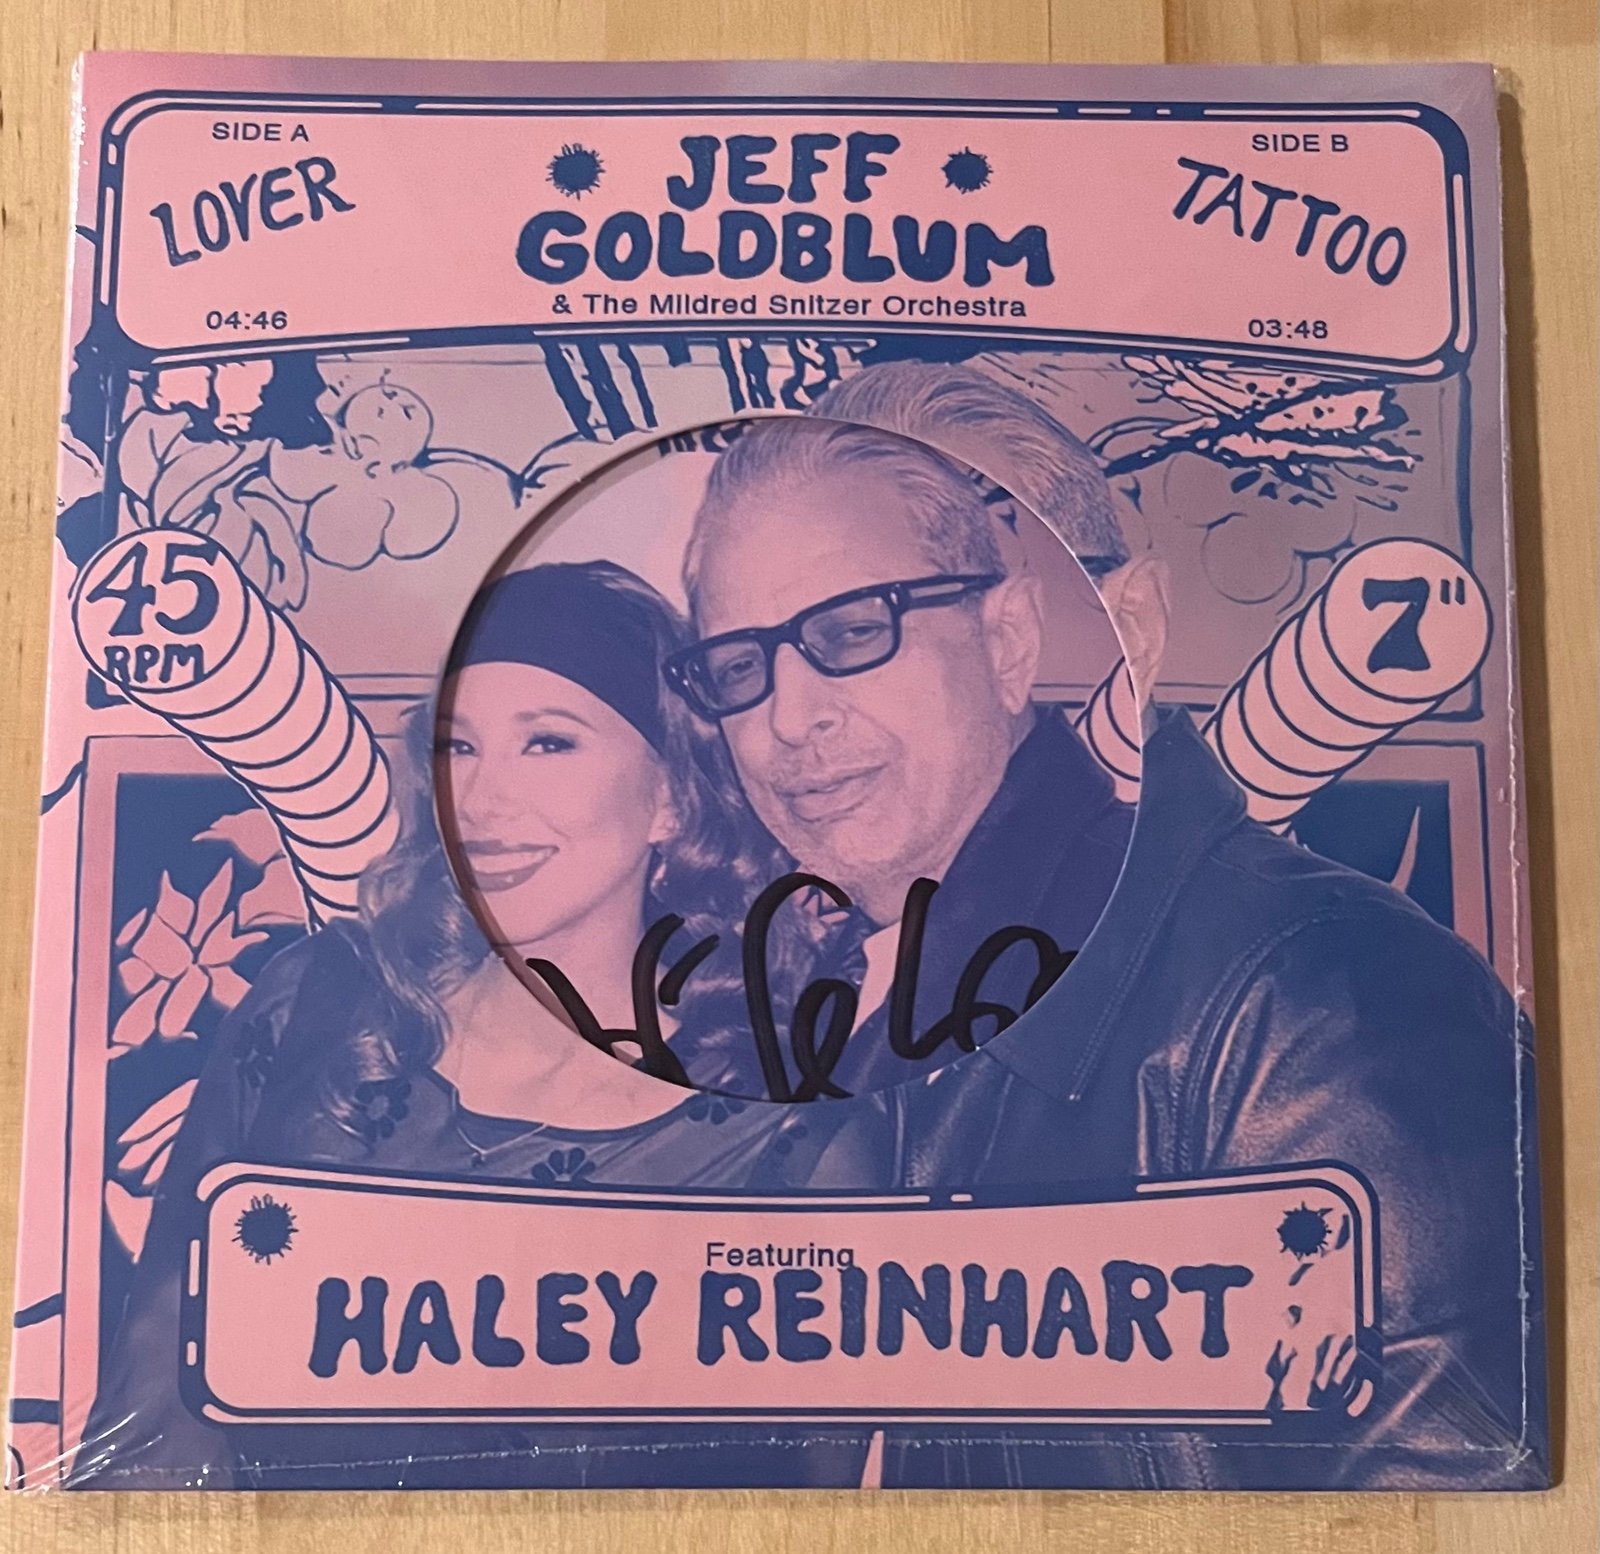 SIDE A
LOVER
04:46
JEFF
GOLDBLUM
& The Mildred Snitzer Orchestra
SIDE B
TATTOO
03:48
45
RPM
7"
Featuring
HALEY REINHART